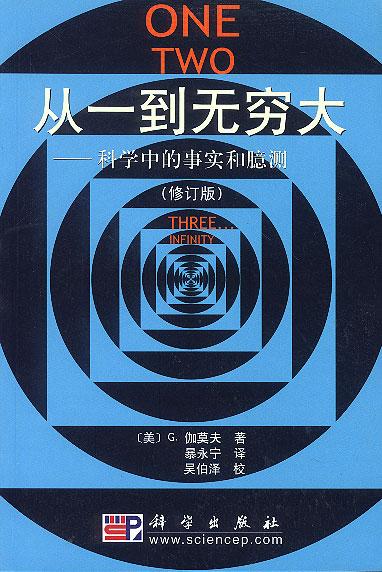 ONE
TWO
从一到无穷大
——科学中的事实和臆测
(修订版)
THREE...
INFINITY
〔美〕G. 伽莫夫 著
暴永宁 译
吴伯泽 校
科学出版社
www.sciencep.com